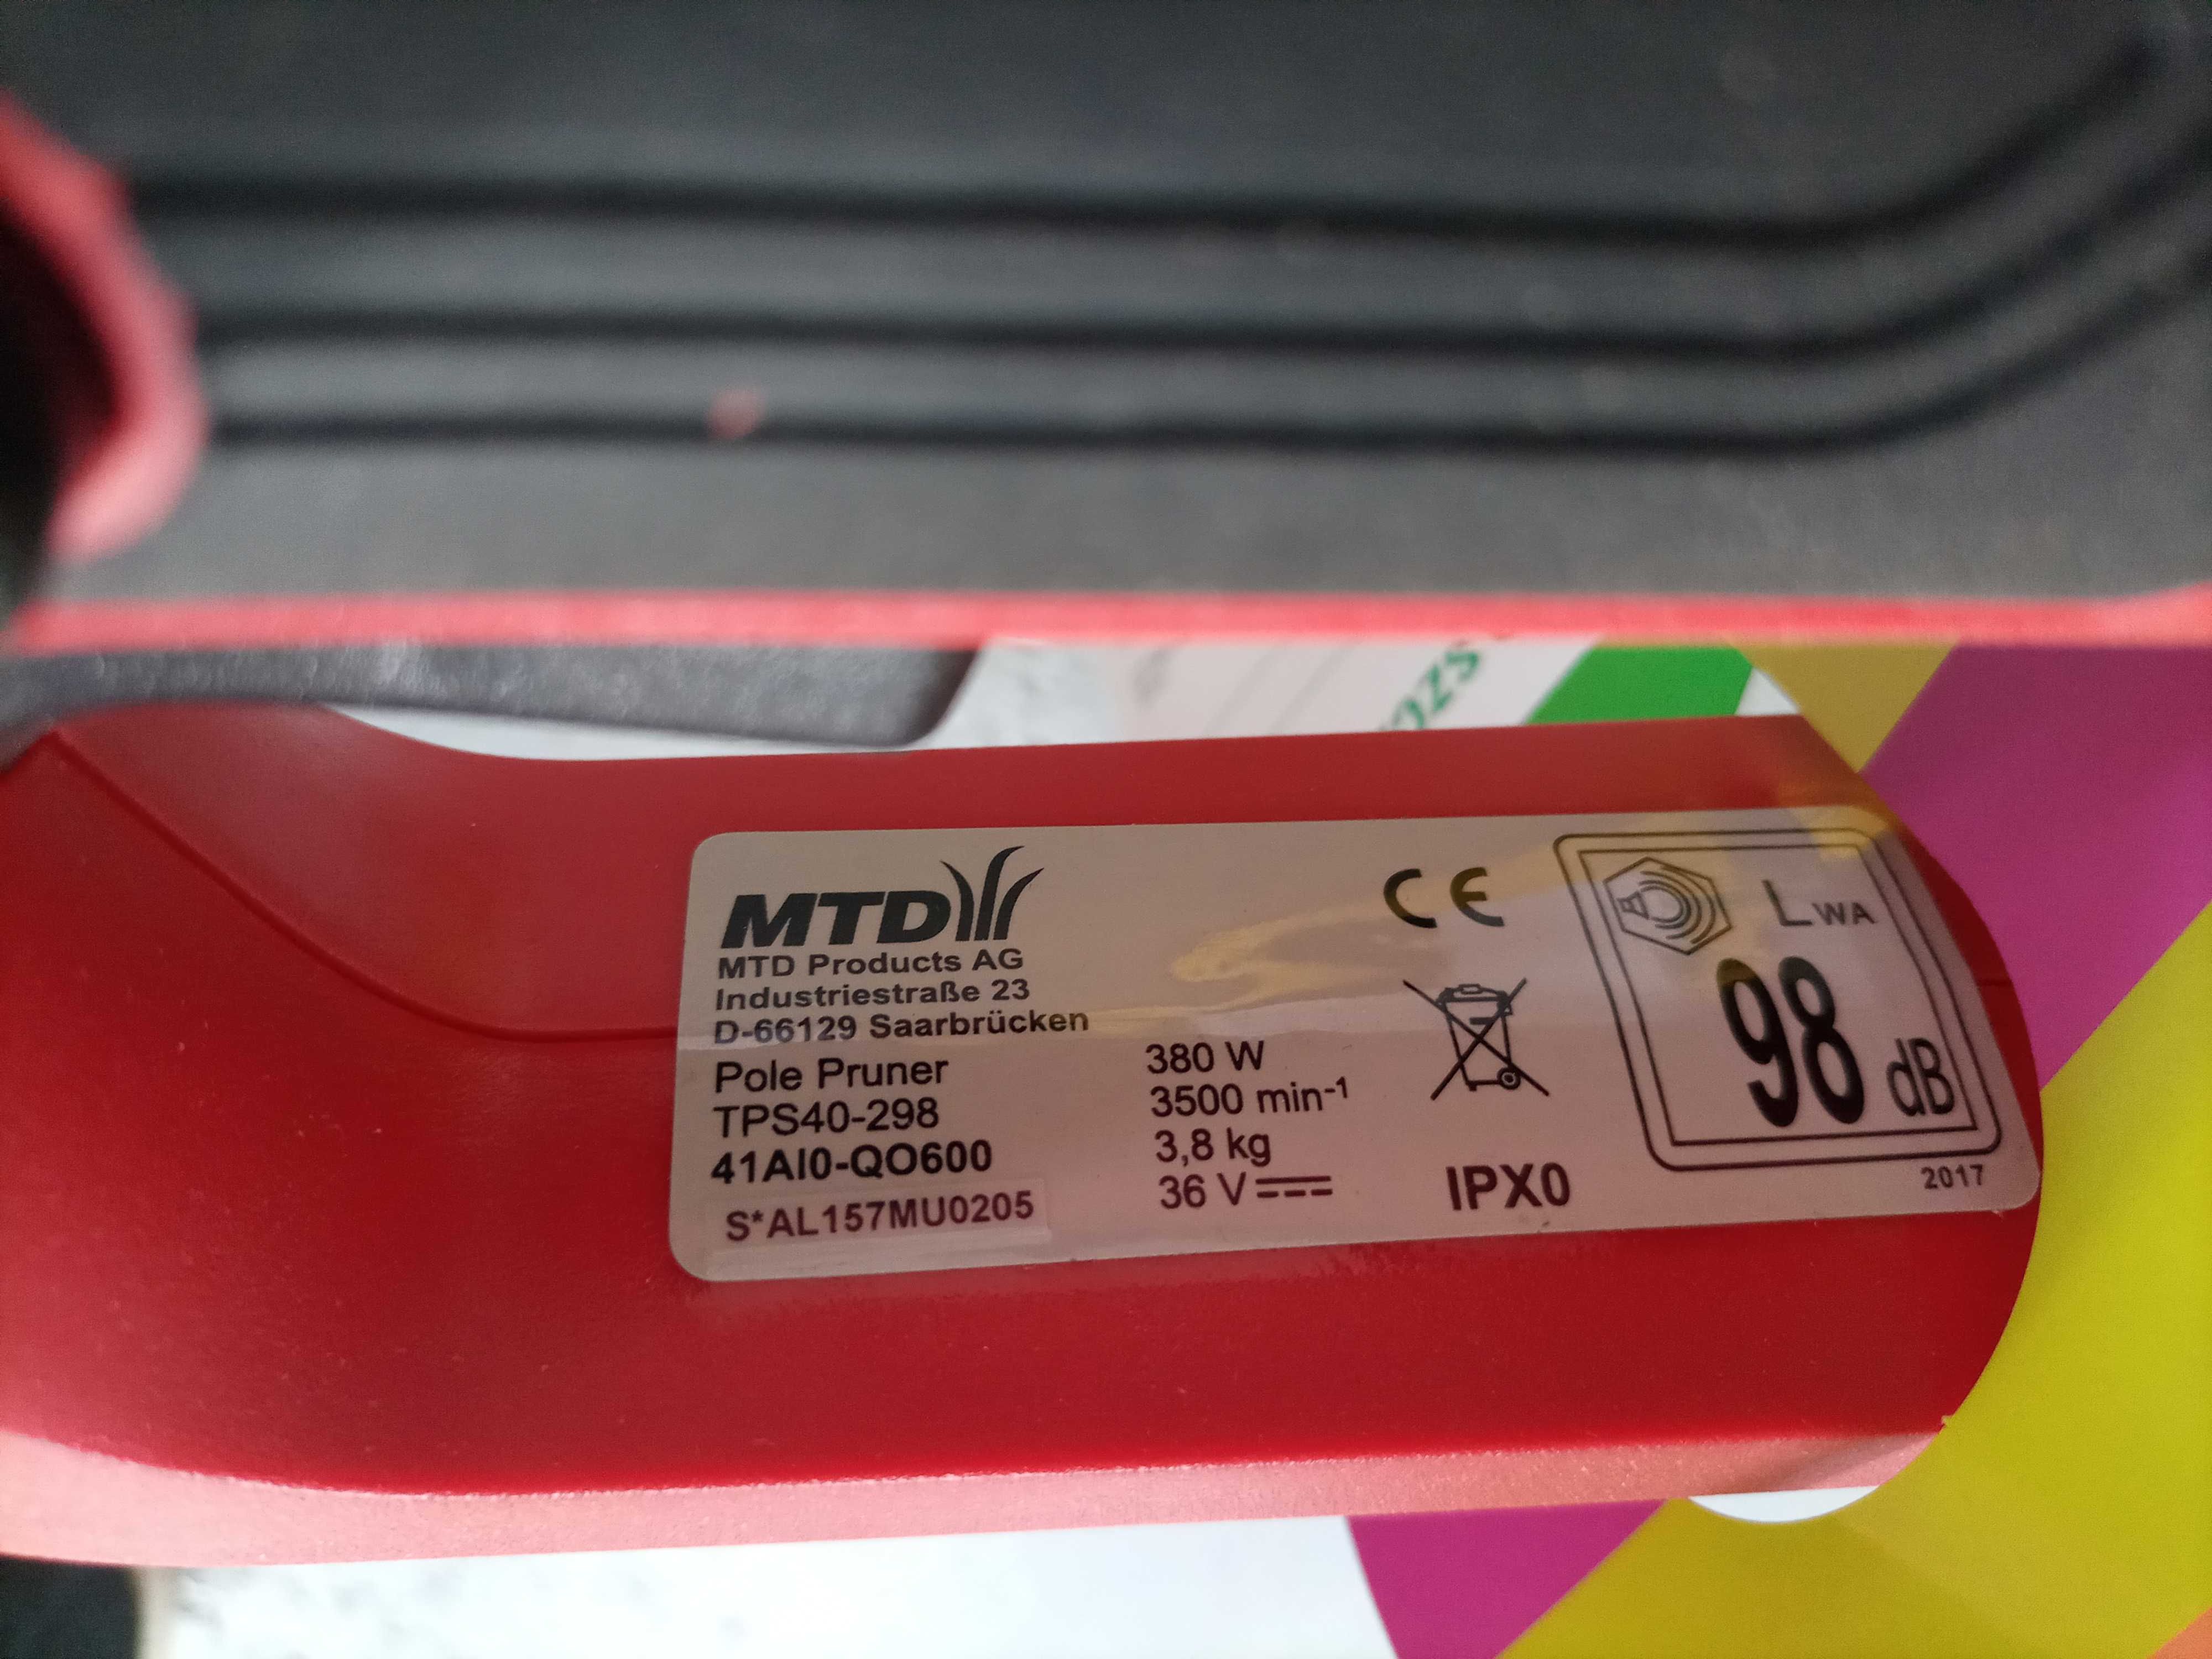 MTD
MTD Products AG
Industriestraße 23
D-66129 Saarbrücken
Pole Pruner
TPS40-298
41AI0-QO600
S*AL157MU0205
380 W
3500 min⁻¹
3,8 kg
36 V
CE
IPX0
LWA
98 dB
2017